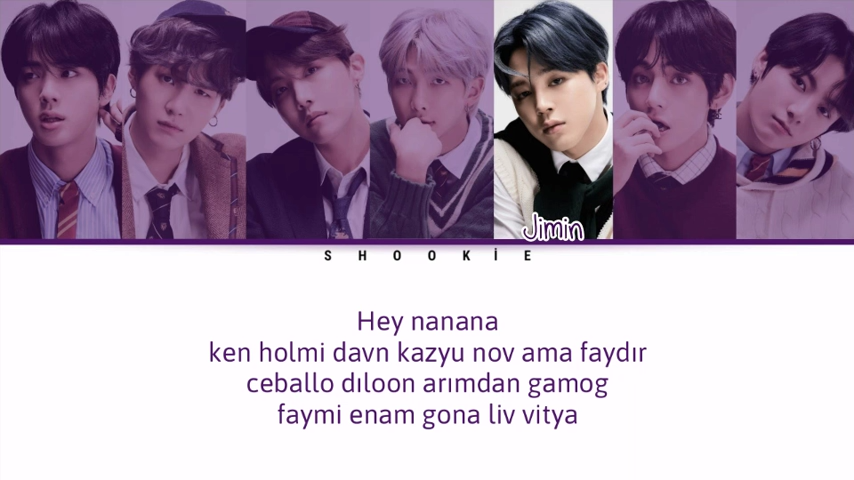 Jimin
S H O O K İ E
Hey nanana
ken holmi davn kazyu nov ama faydır
ceballo dıloon arımdan gamog
faymi enam gona liv vitya